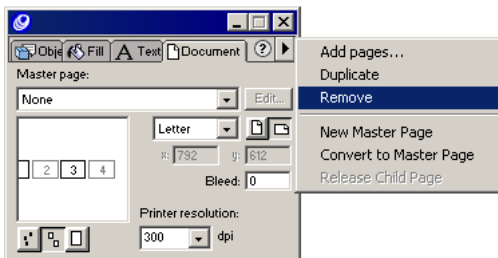 Obje Fill A Text Document ?
Master page:
None Edit...
Letter
x: 792 y: 612
2 3 4
Bleed: 0
Printer resolution:
300 dpi
Add pages...
Duplicate
Remove
New Master Page
Convert to Master Page
Release Child Page